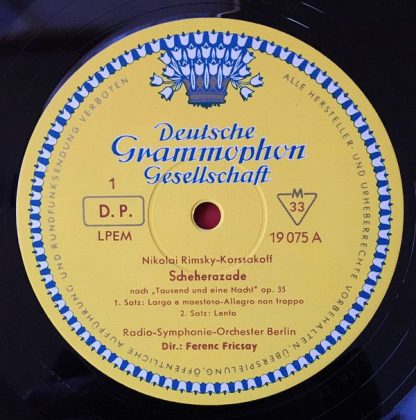 Deutsche
Grammophon
Gesellschaft
1
D. P.
LPEM
M
33
19 075 A
Nikolai Rimsky-Korssakoff
Scheherazade
nach „Tausend und eine Nacht" op. 35
1. Satz: Largo e maestoso-Allegro non troppo
2. Satz: Lento
Radio-Symphonie-Orchester Berlin
Dir.: Ferenc Fricsay
ALLE HERSTELLER- UND URHEBERRECHTE VORBEHALTEN, ÜBERSPIELUNG, ÖFFENTLICHE AUFFÜHRUNG UND RUNDFUNKSENDUNG VERBOTEN